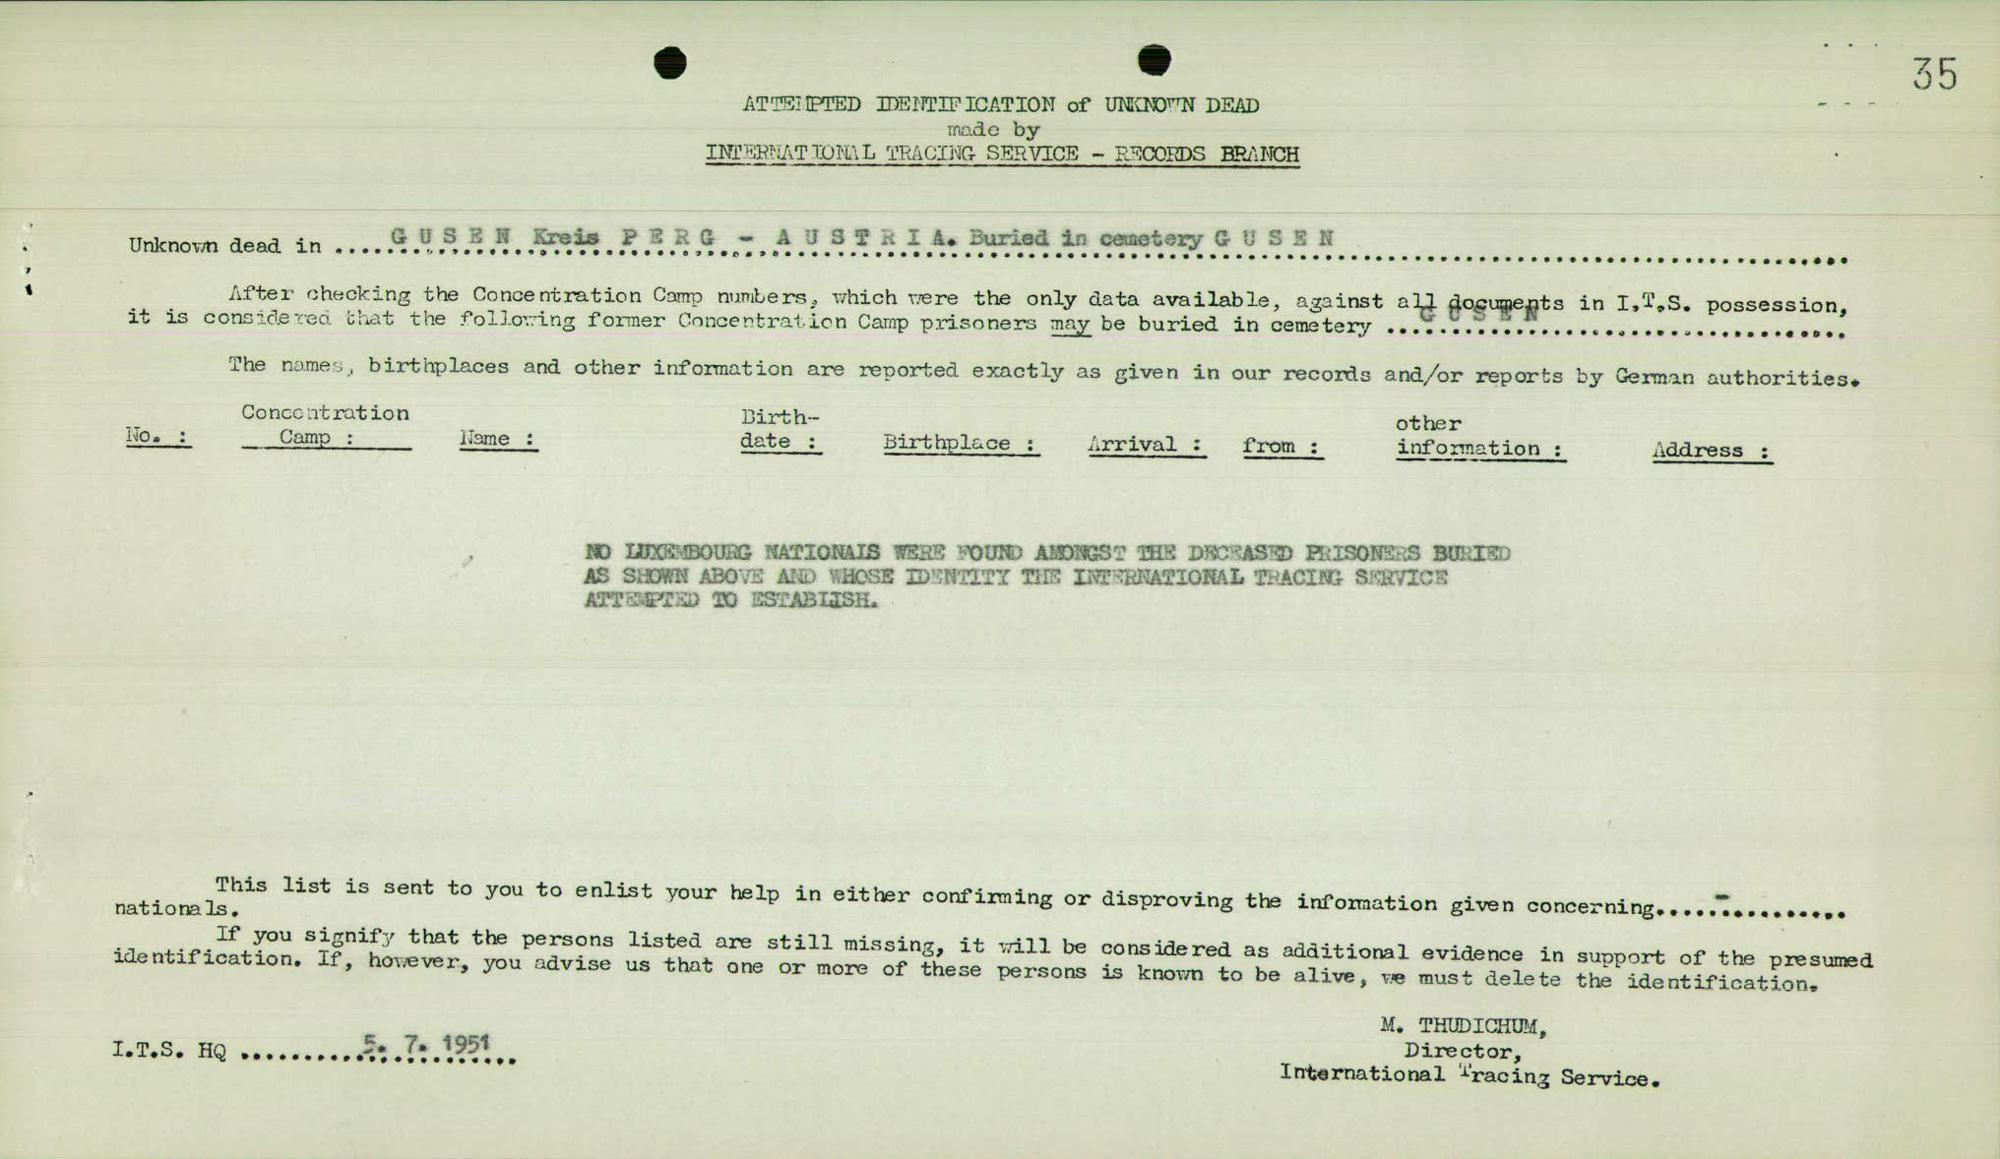 35
ATTEMPTED IDENTIFICATION of UNKNOWN DEAD
made by
INTERNATIONAL TRACING SERVICE - RECORDS BRANCH
Unknown dead in ..... G U S E N Kreis P E R G - A U S T R I A. Buried in cemetery G U S E N .....
After checking the Concentration Camp numbers, which were the only data available, against all documents in I.T.S. possession,
it is considered that the following former Concentration Camp prisoners may be buried in cemetery ... G U S E N .....
The names, birthplaces and other information are reported exactly as given in our records and/or reports by German authorities.
Concentration Birth- other
No. : Camp : Name : date : Birthplace : Arrival : from : information : Address :
NO LUXEMBOURG NATIONALS WERE FOUND AMONGST THE DECEASED PRISONERS BURIED
AS SHOWN ABOVE AND WHOSE IDENTITY THE INTERNATIONAL TRACING SERVICE
ATTEMPTED TO ESTABLISH.
This list is sent to you to enlist your help in either confirming or disproving the information given concerning.....-..........
nationals.
If you signify that the persons listed are still missing, it will be considered as additional evidence in support of the presumed
identification. If, however, you advise us that one or more of these persons is known to be alive, we must delete the identification.
M. THUDICHUM,
I.T.S. HQ .......... 5. 7. 1951 ..
Director,
International Tracing Service.